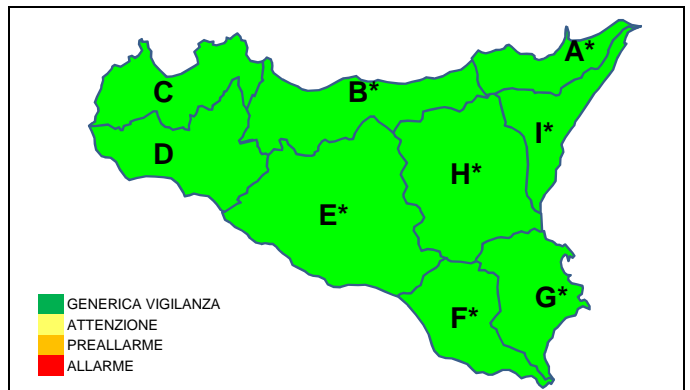 A*
C
B*
I*
D
H*
E*
G*
F*
GENERICA VIGILANZA
ATTENZIONE
PREALLARME
ALLARME